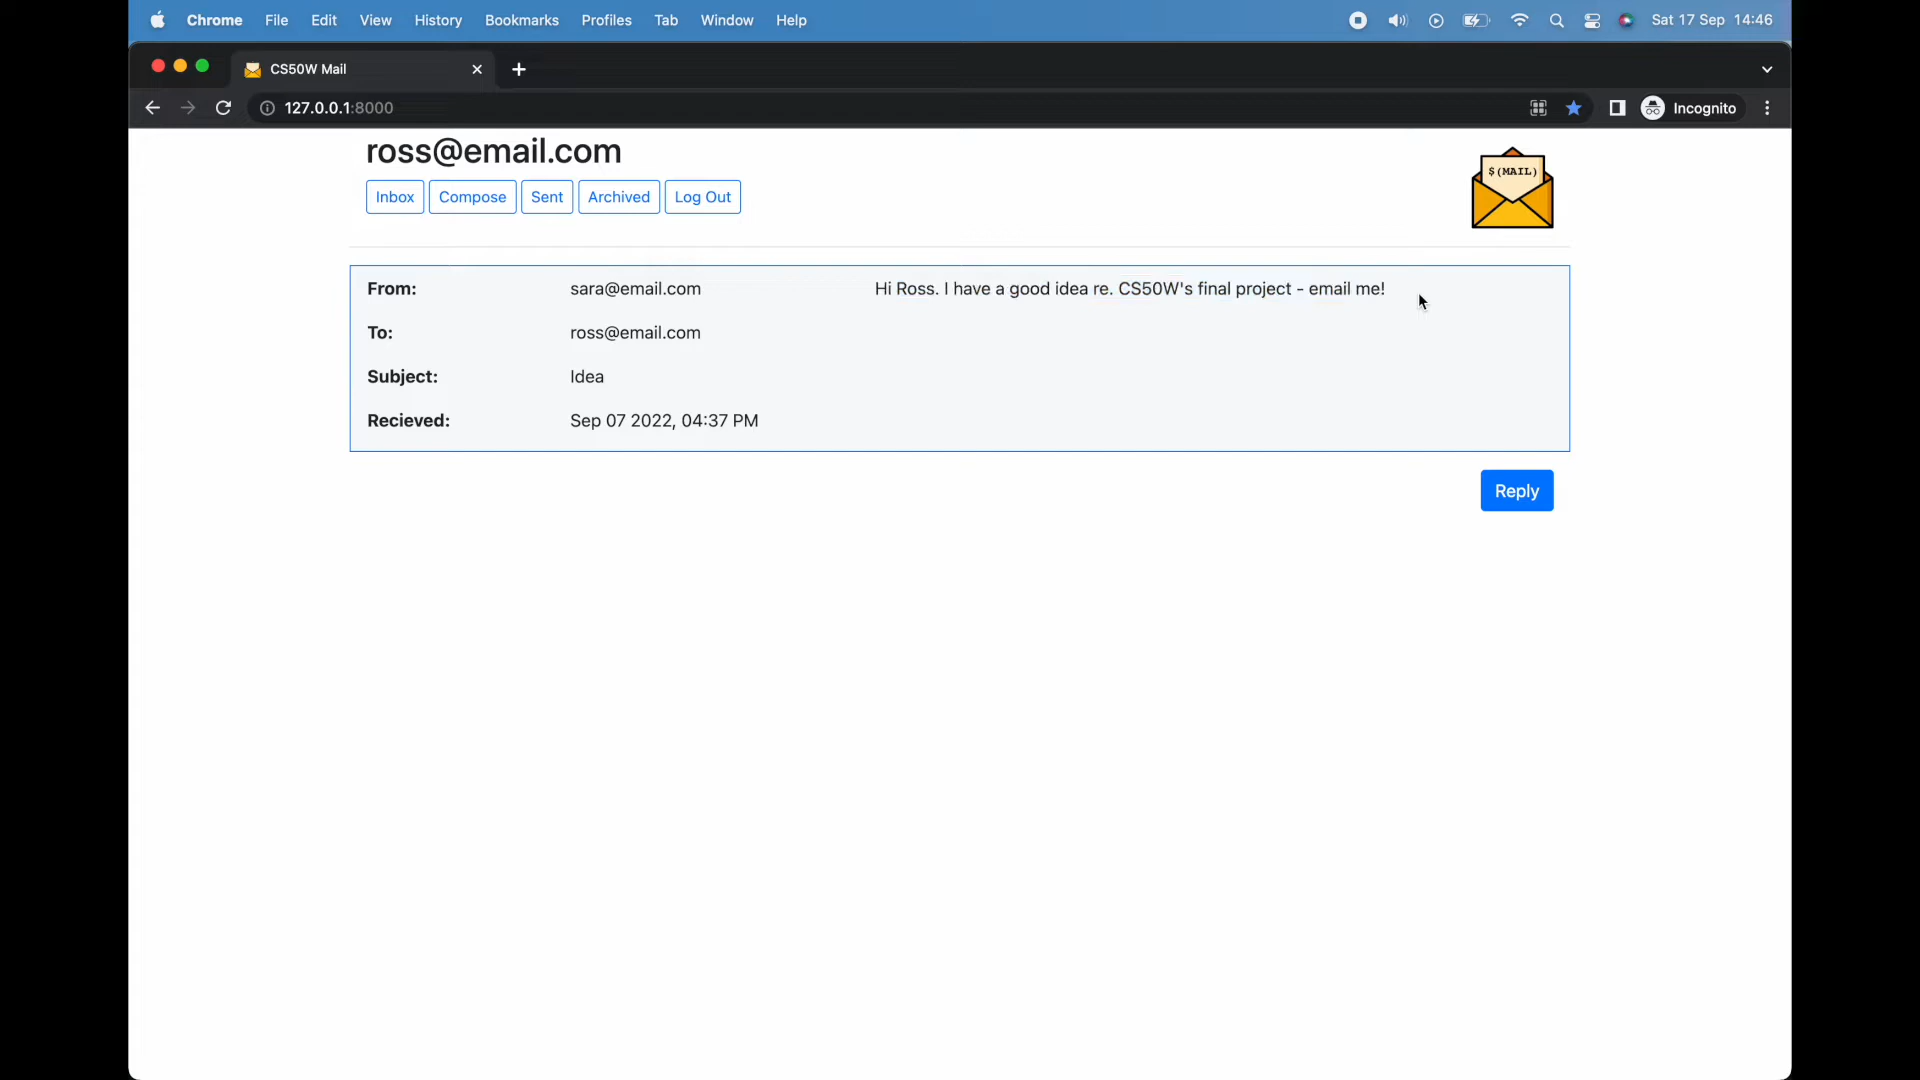 Chrome File Edit View History Bookmarks Profiles Tab Window Help Sat 17 Sep 14:46
CS50W Mail
127.0.0.1:8000 Incognito
ross@email.com
$(MAIL)
Inbox Compose Sent Archived Log Out
From: sara@email.com Hi Ross. I have a good idea re. CS50W's final project - email me!
To: ross@email.com
Subject: Idea
Recieved: Sep 07 2022, 04:37 PM
Reply